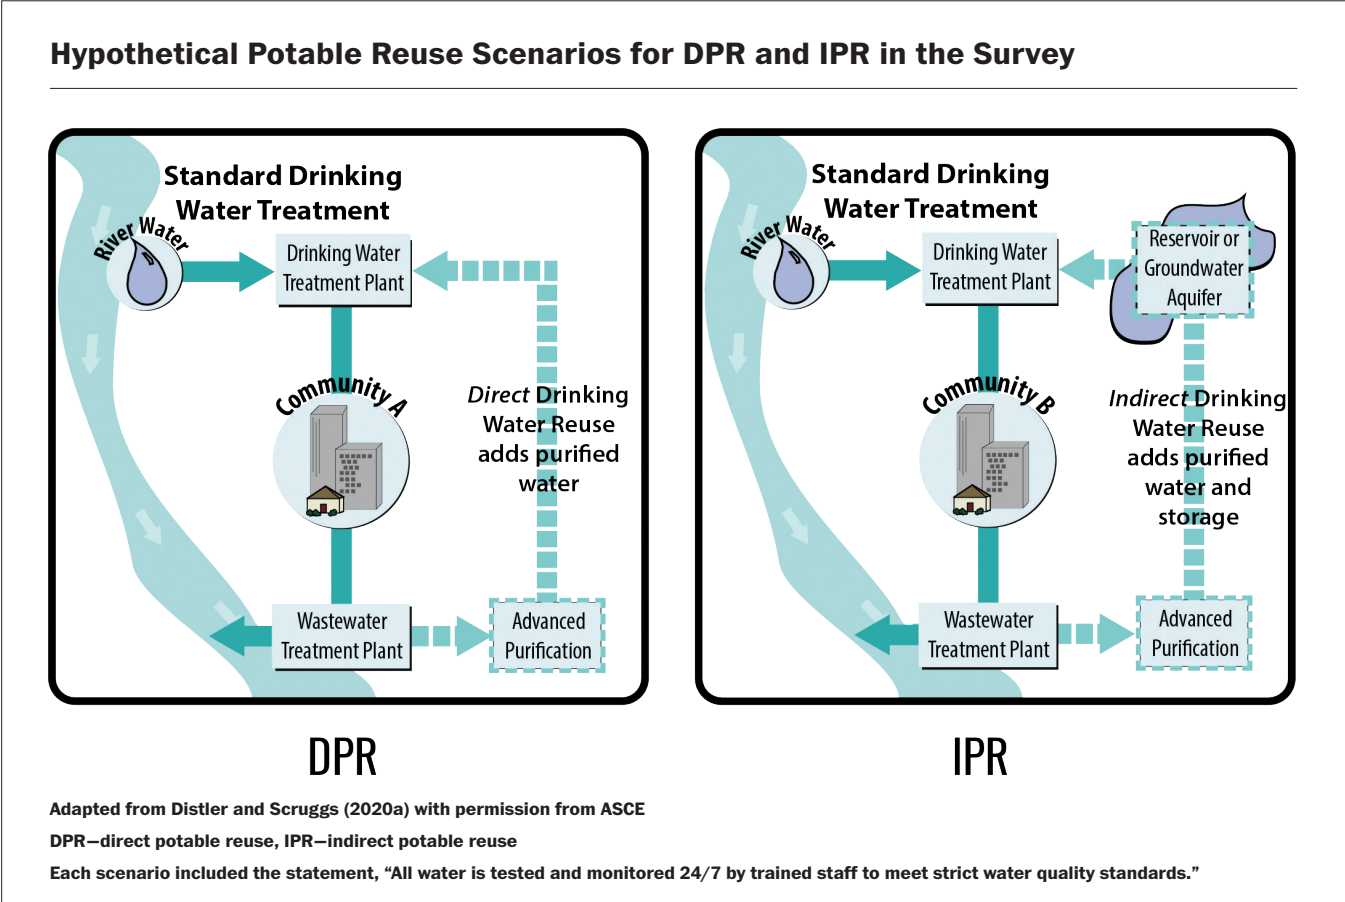 Hypothetical Potable Reuse Scenarios for DPR and IPR in the Survey
Standard Drinking
Water Treatment
River Water
Drinking Water
Treatment Plant
Community A
Direct Drinking
Water Reuse
adds purified
water
Wastewater
Treatment Plant
Advanced
Purification
DPR
Standard Drinking
Water Treatment
River Water
Drinking Water
Treatment Plant
Reservoir or
Groundwater
Aquifer
Community B
Indirect Drinking
Water Reuse
adds purified
water and
storage
Wastewater
Treatment Plant
Advanced
Purification
IPR
Adapted from Distler and Scruggs (2020a) with permission from ASCE
DPR—direct potable reuse, IPR—indirect potable reuse
Each scenario included the statement, “All water is tested and monitored 24/7 by trained staff to meet strict water quality standards.”